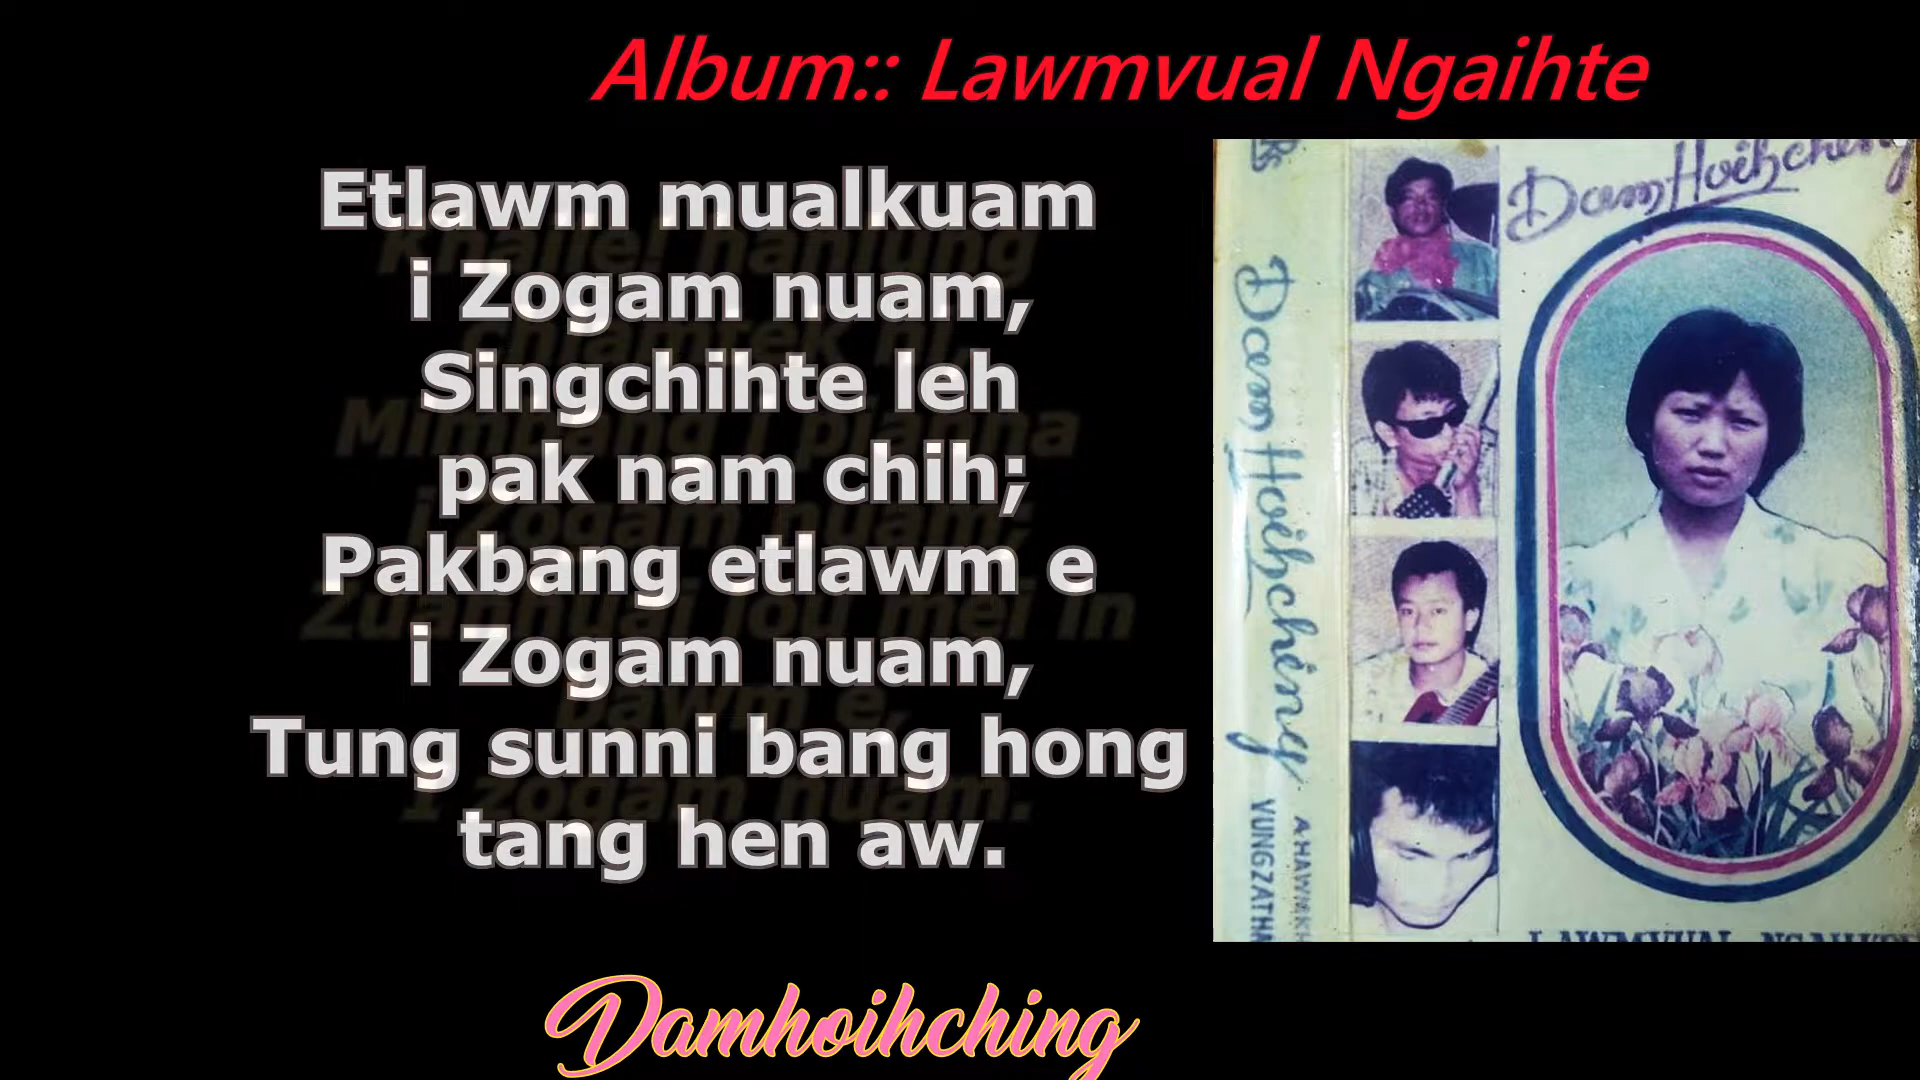 Album:: Lawmvual Ngaihte
Etlawm mualkuam
i Zogam nuam,
Singchihte leh
pak nam chih;
Pakbang etlawm e
i Zogam nuam,
Tung sunni bang hong
tang hen aw.
Dam Hoihching
Dam Hoihching
VUNGZATHA
Damhoihching